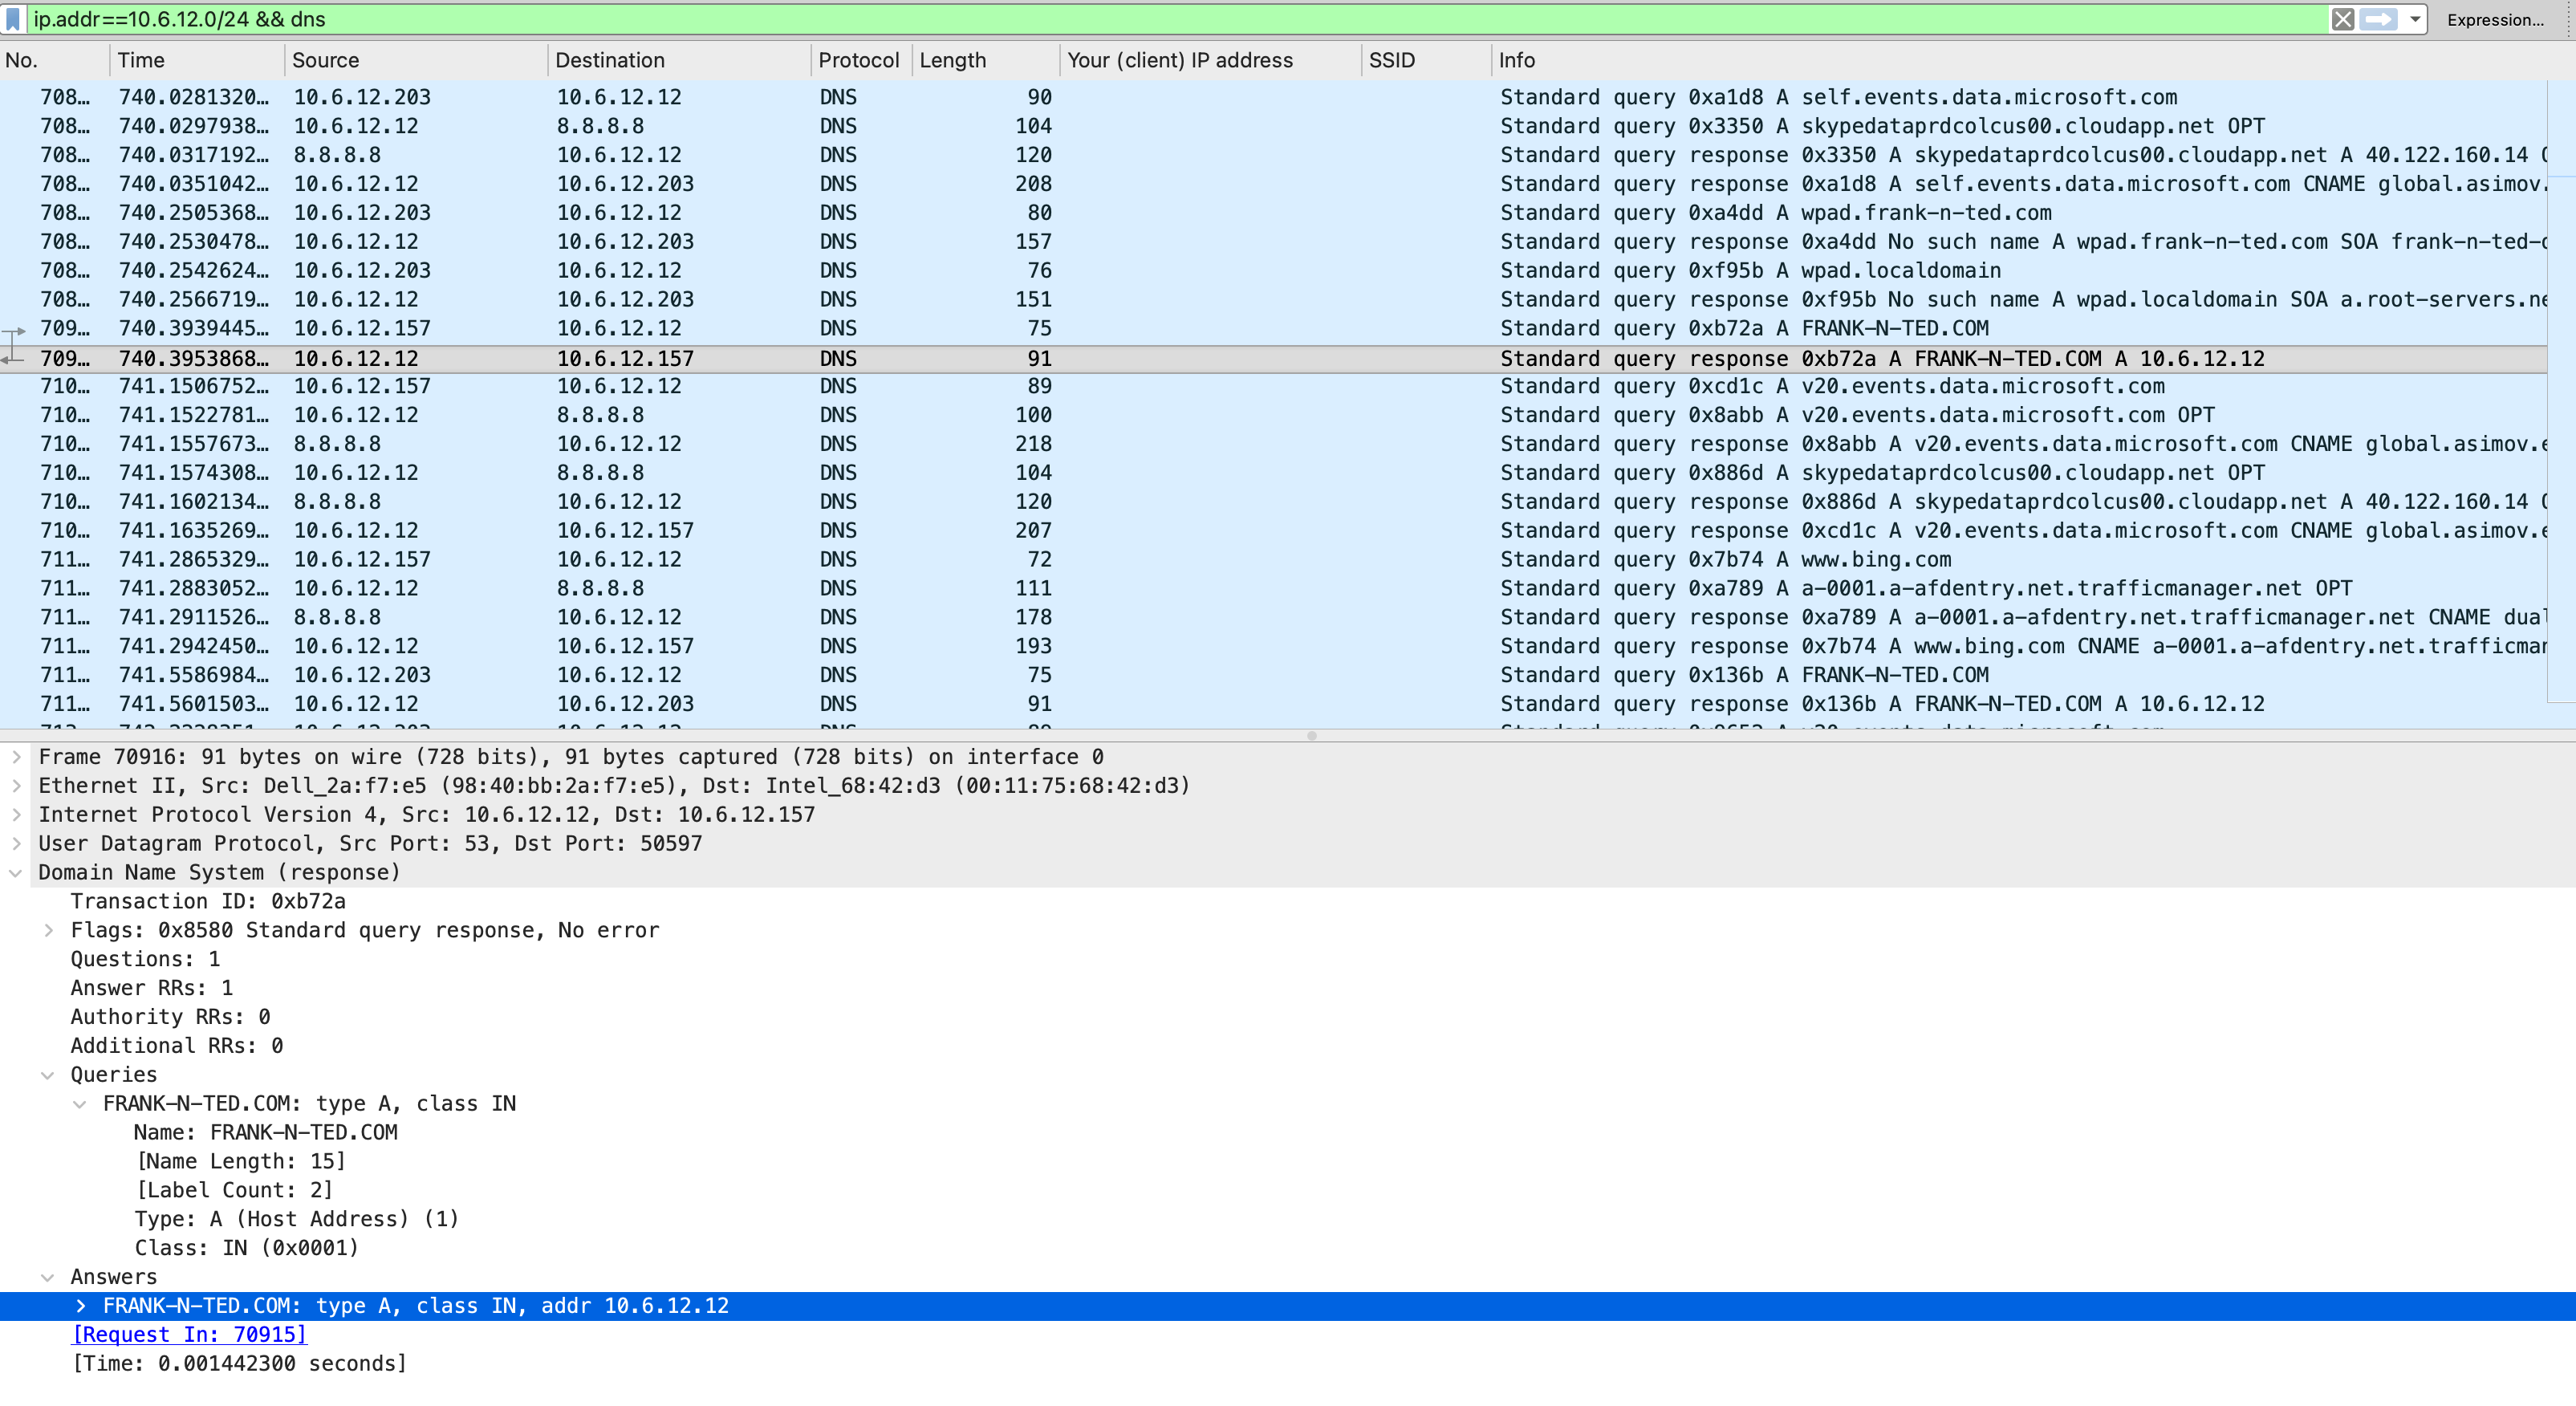 ip.addr==10.6.12.0/24 && dns Expression...
No. Time Source Destination Protocol Length Your (client) IP address SSID Info
708… 740.0281320… 10.6.12.203 10.6.12.12 DNS 90 Standard query 0xa1d8 A self.events.data.microsoft.com
708… 740.0297938… 10.6.12.12 8.8.8.8 DNS 104 Standard query 0x3350 A skypedataprdcolcus00.cloudapp.net OPT
708… 740.0317192… 8.8.8.8 10.6.12.12 DNS 120 Standard query response 0x3350 A skypedataprdcolcus00.cloudapp.net A 40.122.160.14
708… 740.0351042… 10.6.12.12 10.6.12.203 DNS 208 Standard query response 0xa1d8 A self.events.data.microsoft.com CNAME global.asimov.
708… 740.2505368… 10.6.12.203 10.6.12.12 DNS 80 Standard query 0xa4dd A wpad.frank-n-ted.com
708… 740.2530478… 10.6.12.12 10.6.12.203 DNS 157 Standard query response 0xa4dd No such name A wpad.frank-n-ted.com SOA frank-n-ted-
708… 740.2542624… 10.6.12.203 10.6.12.12 DNS 76 Standard query 0xf95b A wpad.localdomain
708… 740.2566719… 10.6.12.12 10.6.12.203 DNS 151 Standard query response 0xf95b No such name A wpad.localdomain SOA a.root-servers.ne
709… 740.3939445… 10.6.12.157 10.6.12.12 DNS 75 Standard query 0xb72a A FRANK-N-TED.COM
709… 740.3953868… 10.6.12.12 10.6.12.157 DNS 91 Standard query response 0xb72a A FRANK-N-TED.COM A 10.6.12.12
710… 741.1506752… 10.6.12.157 10.6.12.12 DNS 89 Standard query 0xcd1c A v20.events.data.microsoft.com
710… 741.1522781… 10.6.12.12 8.8.8.8 DNS 100 Standard query 0x8abb A v20.events.data.microsoft.com OPT
710… 741.1557673… 8.8.8.8 10.6.12.12 DNS 218 Standard query response 0x8abb A v20.events.data.microsoft.com CNAME global.asimov.e
710… 741.1574308… 10.6.12.12 8.8.8.8 DNS 104 Standard query 0x886d A skypedataprdcolcus00.cloudapp.net OPT
710… 741.1602134… 8.8.8.8 10.6.12.12 DNS 120 Standard query response 0x886d A skypedataprdcolcus00.cloudapp.net A 40.122.160.14
710… 741.1635269… 10.6.12.12 10.6.12.157 DNS 207 Standard query response 0xcd1c A v20.events.data.microsoft.com CNAME global.asimov.e
711… 741.2865329… 10.6.12.157 10.6.12.12 DNS 72 Standard query 0x7b74 A www.bing.com
711… 741.2883052… 10.6.12.12 8.8.8.8 DNS 111 Standard query 0xa789 A a-0001.a-afdentry.net.trafficmanager.net OPT
711… 741.2911526… 8.8.8.8 10.6.12.12 DNS 178 Standard query response 0xa789 A a-0001.a-afdentry.net.trafficmanager.net CNAME dual
711… 741.2942450… 10.6.12.12 10.6.12.157 DNS 193 Standard query response 0x7b74 A www.bing.com CNAME a-0001.a-afdentry.net.trafficmar
711… 741.5586984… 10.6.12.203 10.6.12.12 DNS 75 Standard query 0x136b A FRANK-N-TED.COM
711… 741.5601503… 10.6.12.12 10.6.12.203 DNS 91 Standard query response 0x136b A FRANK-N-TED.COM A 10.6.12.12
Frame 70916: 91 bytes on wire (728 bits), 91 bytes captured (728 bits) on interface 0
Ethernet II, Src: Dell_2a:f7:e5 (98:40:bb:2a:f7:e5), Dst: Intel_68:42:d3 (00:11:75:68:42:d3)
Internet Protocol Version 4, Src: 10.6.12.12, Dst: 10.6.12.157
User Datagram Protocol, Src Port: 53, Dst Port: 50597
Domain Name System (response)
Transaction ID: 0xb72a
Flags: 0x8580 Standard query response, No error
Questions: 1
Answer RRs: 1
Authority RRs: 0
Additional RRs: 0
Queries
FRANK-N-TED.COM: type A, class IN
Name: FRANK-N-TED.COM
[Name Length: 15]
[Label Count: 2]
Type: A (Host Address) (1)
Class: IN (0x0001)
Answers
FRANK-N-TED.COM: type A, class IN, addr 10.6.12.12
[Request In: 70915]
[Time: 0.001442300 seconds]